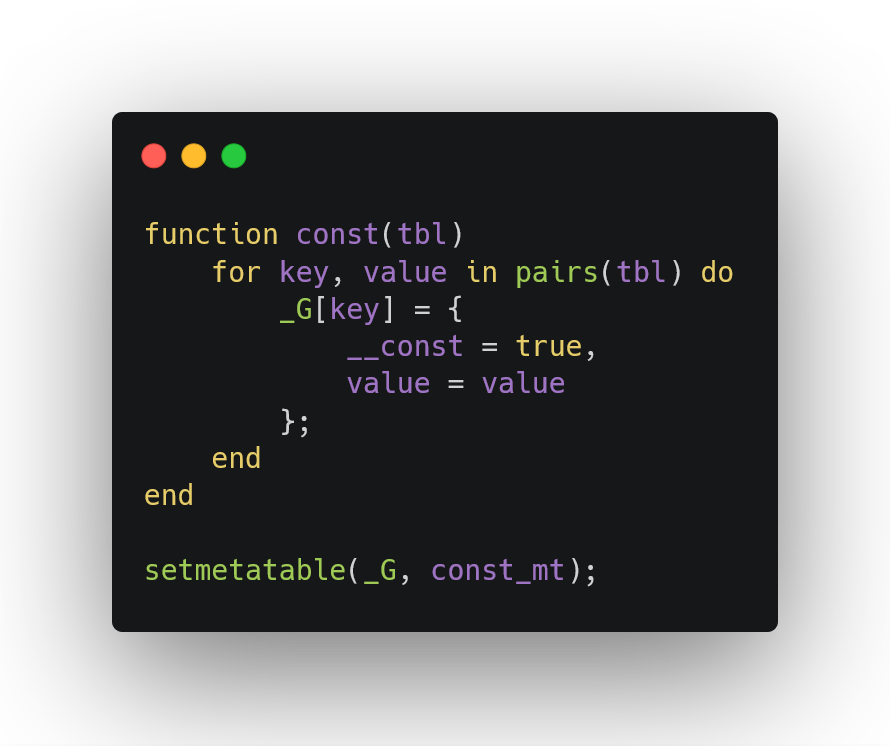 function const(tbl)
    for key, value in pairs(tbl) do
        _G[key] = {
            __const = true,
            value = value
        };
    end
end

setmetatable(_G, const_mt);